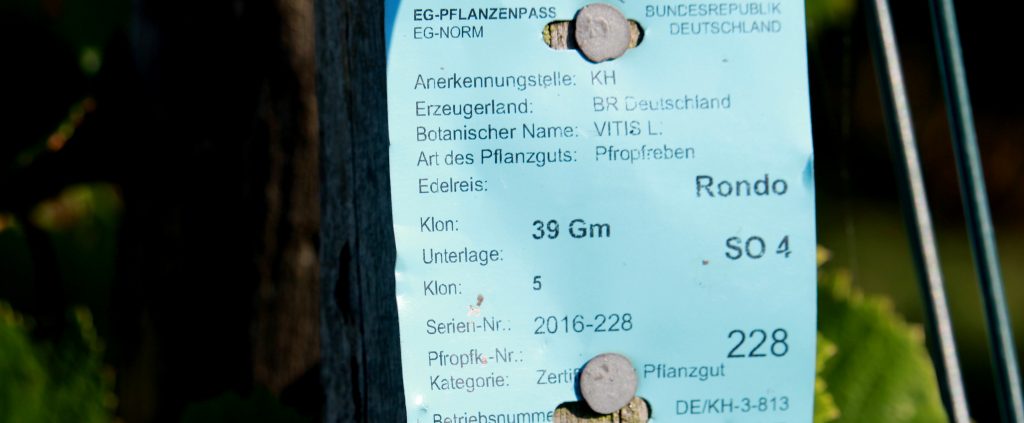 EG-PFLANZENPASS BUNDESREPUBLIK
EG-NORM DEUTSCHLAND
Anerkennungstelle: KH
Erzeugerland: BR Deutschland
Botanischer Name: VITIS L.
Art des Pflanzguts: Pfropfreben
Edelreis: Rondo
Klon: 39 Gm
Unterlage: SO 4
Klon: 5
Serien-Nr.: 2016-228
Pfropfk.-Nr.: 228
Kategorie: Pflanzgut
Betriebsnumme DE/KH-3-813